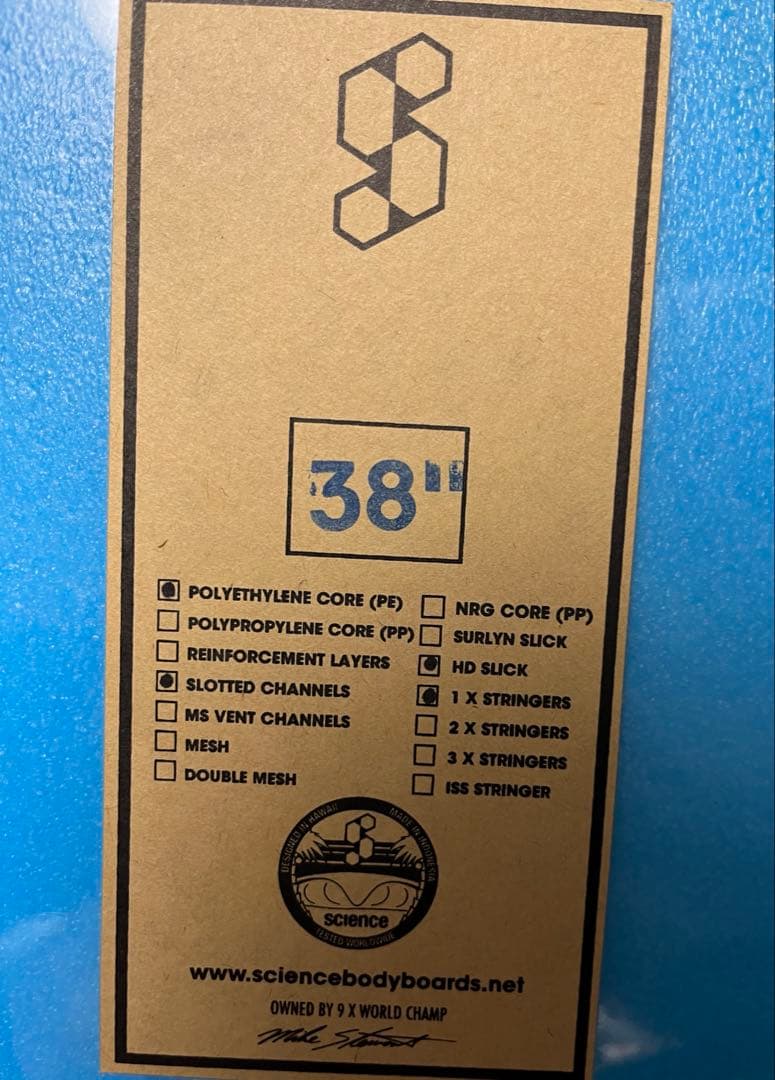 38"
POLYETHYLENE CORE (PE)
POLYPROPYLENE CORE (PP)
REINFORCEMENT LAYERS
SLOTTED CHANNELS
MS VENT CHANNELS
MESH
DOUBLE MESH
NRG CORE (PP)
SURLYN SLICK
HD SLICK
1 X STRINGERS
2 X STRINGERS
3 X STRINGERS
ISS STRINGER
DESIGNED IN HAWAII
MADE IN INDONESIA
science
TESTED WORLDWIDE
www.sciencebodyboards.net
OWNED BY 9 X WORLD CHAMP
Mike Stewart